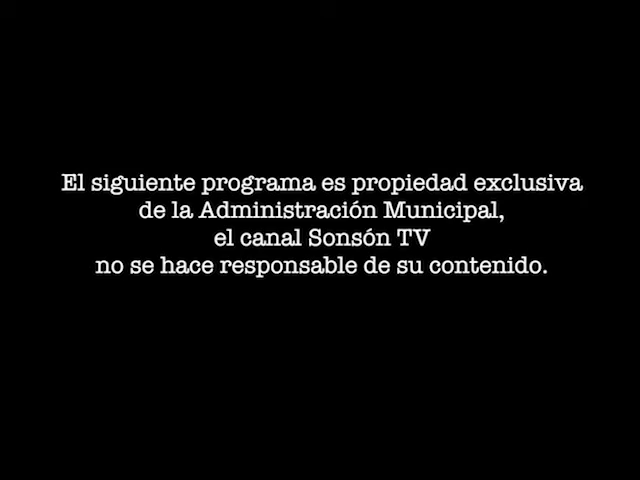 El siguiente programa es propiedad exclusiva
de la Administración Municipal,
el canal Sonsón TV
no se hace responsable de su contenido.